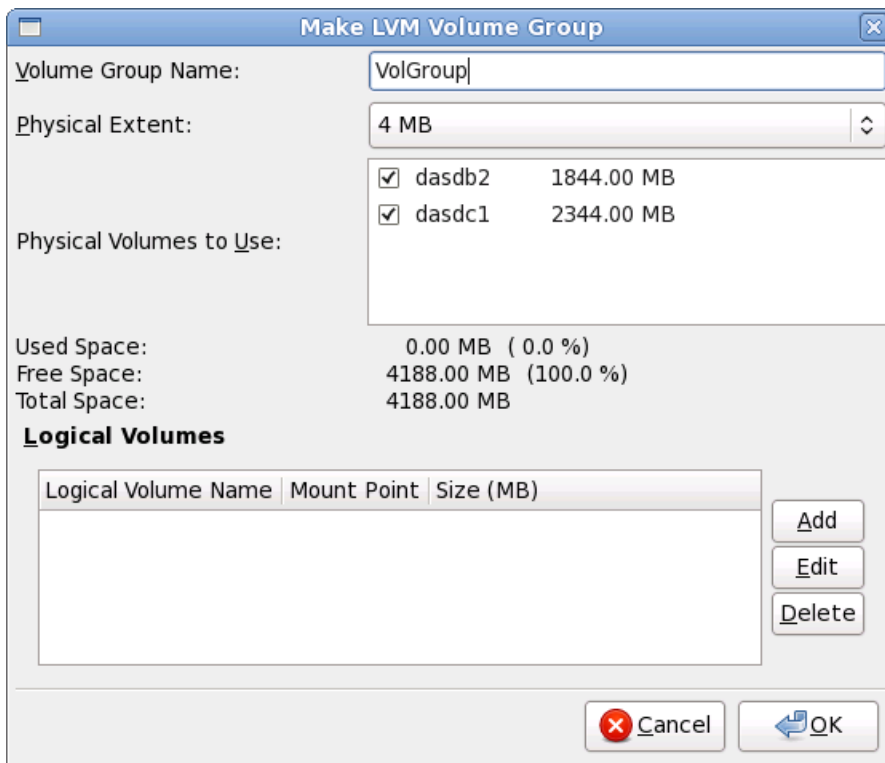 Make LVM Volume Group
Volume Group Name: VolGroup
Physical Extent: 4 MB
Physical Volumes to Use:
dasdb2 1844.00 MB
dasdc1 2344.00 MB
Used Space: 0.00 MB ( 0.0 %)
Free Space: 4188.00 MB (100.0 %)
Total Space: 4188.00 MB
Logical Volumes
Logical Volume Name Mount Point Size (MB)
Add
Edit
Delete
Cancel OK